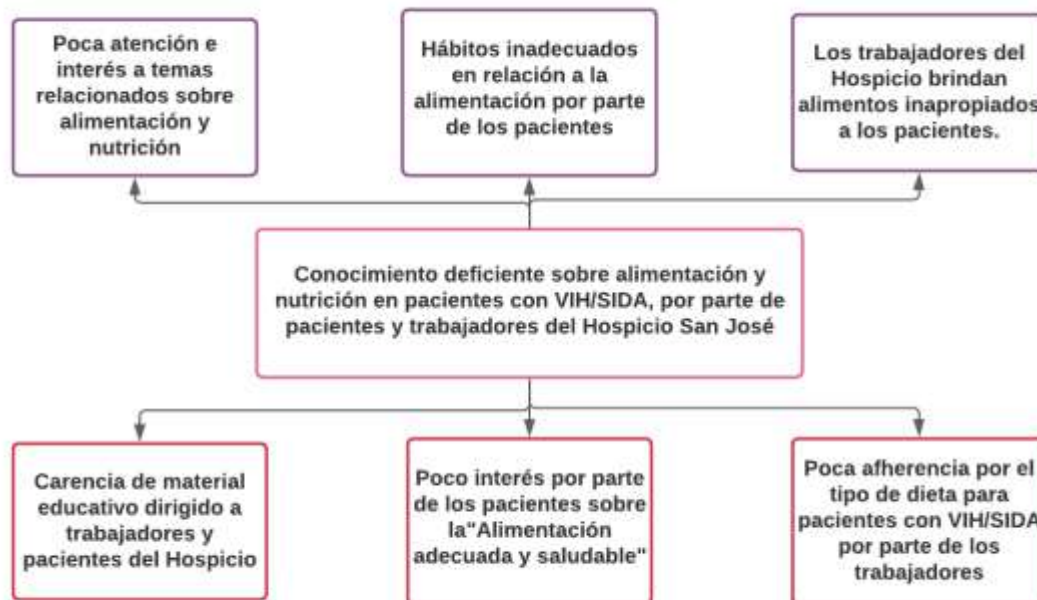 Poca atención e
interés a temas
relacionados sobre
alimentación y
nutrición
Hábitos inadecuados
en relación a la
alimentación por parte
de los pacientes
Los trabajadores del
Hospicio brindan
alimentos inapropiados
a los pacientes.
Conocimiento deficiente sobre alimentación y
nutrición en pacientes con VIH/SIDA, por parte de
pacientes y trabajadores del Hospicio San José
Carencia de material
educativo dirigido a
trabajadores y
pacientes del Hospicio
Poco interés por parte
de los pacientes sobre
la"Alimentación
adecuada y saludable"
Poca afherencia por el
tipo de dieta para
pacientes con VIH/SIDA
por parte de los
trabajadores